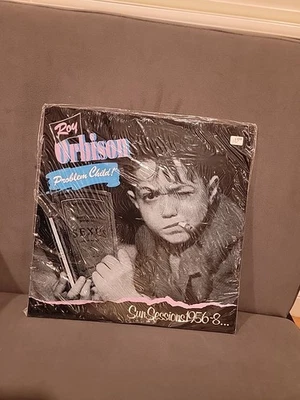 Roy
Orbison
Problem Child!
SEX
Sun Sessions 1956-8...